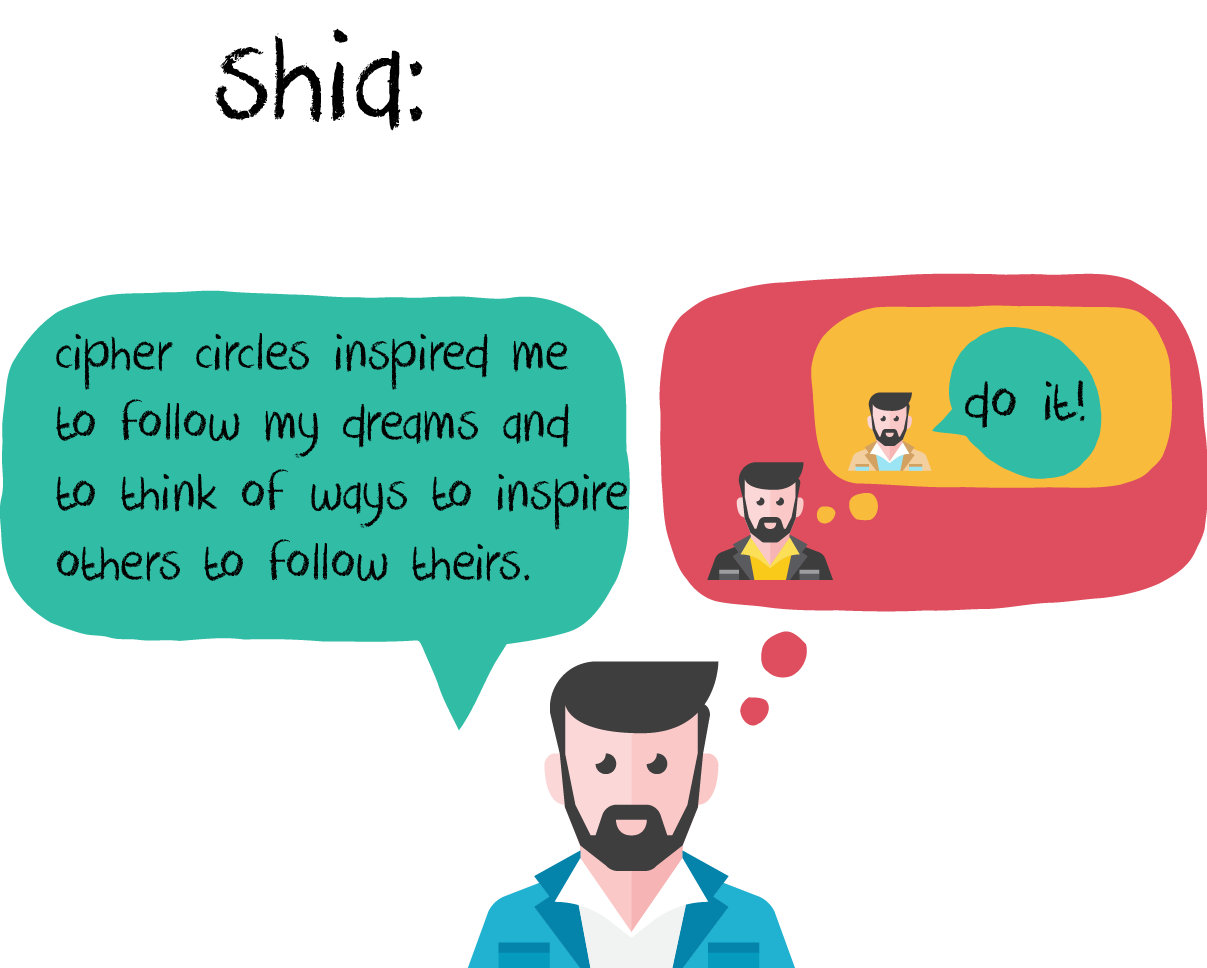 Shid:
cipher circles inspired me
to follow my dreams and
to think of ways to inspire
others to follow theirs.
do it!